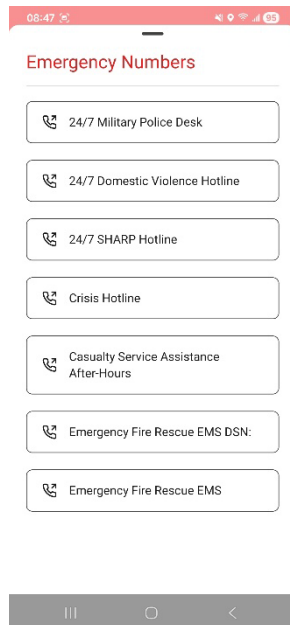 08:47
95
Emergency Numbers
24/7 Military Police Desk
24/7 Domestic Violence Hotline
24/7 SHARP Hotline
Crisis Hotline
Casualty Service Assistance
After-Hours
Emergency Fire Rescue EMS DSN:
Emergency Fire Rescue EMS